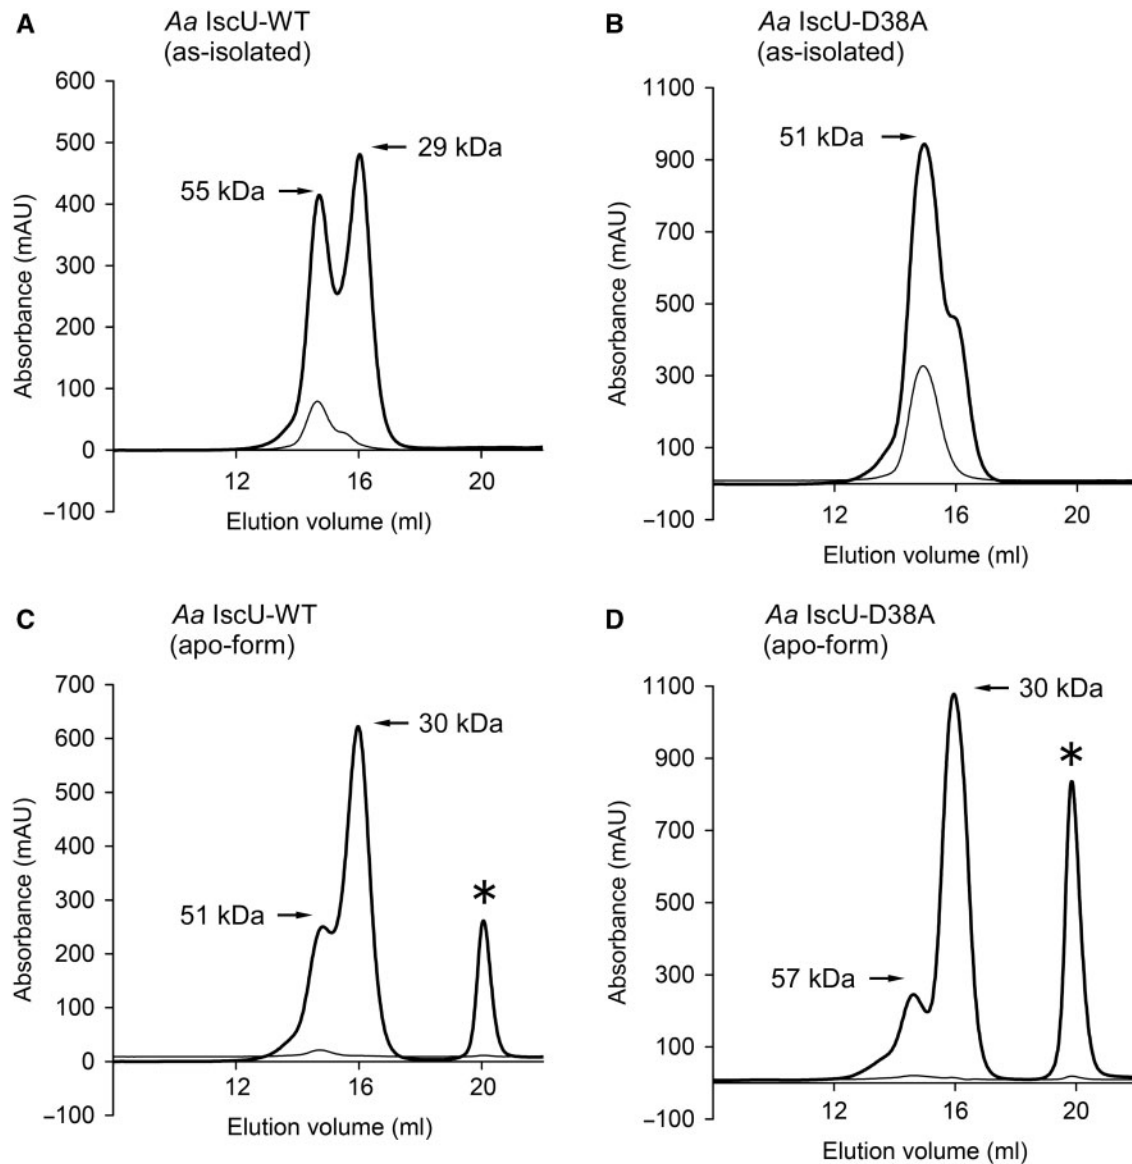 A
Aa IscU-WT
(as-isolated)
600
500
400
300
200
100
0
−100
Absorbance (mAU)
55 kDa
29 kDa
12
16
20
Elution volume (ml)
B
Aa IscU-D38A
(as-isolated)
1100
900
700
500
300
100
−100
Absorbance (mAU)
51 kDa
12
16
20
Elution volume (ml)
C
Aa IscU-WT
(apo-form)
700
600
500
400
300
200
100
0
−100
Absorbance (mAU)
51 kDa
30 kDa
*
12
16
20
Elution volume (ml)
D
Aa IscU-D38A
(apo-form)
1100
900
700
500
300
100
−100
Absorbance (mAU)
57 kDa
30 kDa
*
12
16
20
Elution volume (ml)